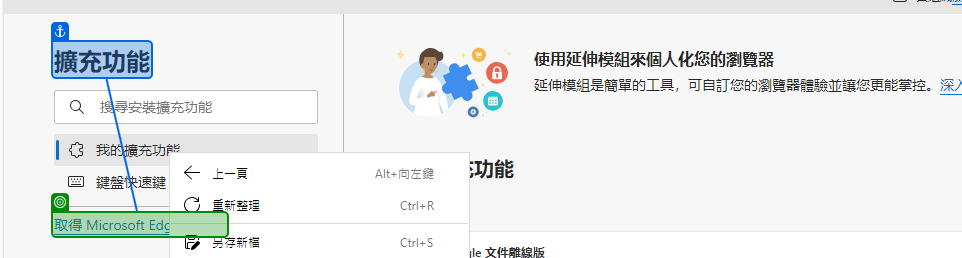 擴充功能
搜尋安裝擴充功能
我的擴充功能
鍵盤快速鍵
取得 Microsoft Edg
使用延伸模組來個人化您的瀏覽器
延伸模組是簡單的工具，可自訂您的瀏覽器體驗並讓您更能掌控。深入
充功能
上一頁 Alt+向左鍵
重新整理 Ctrl+R
另存新檔 Ctrl+S
gle 文件離線版